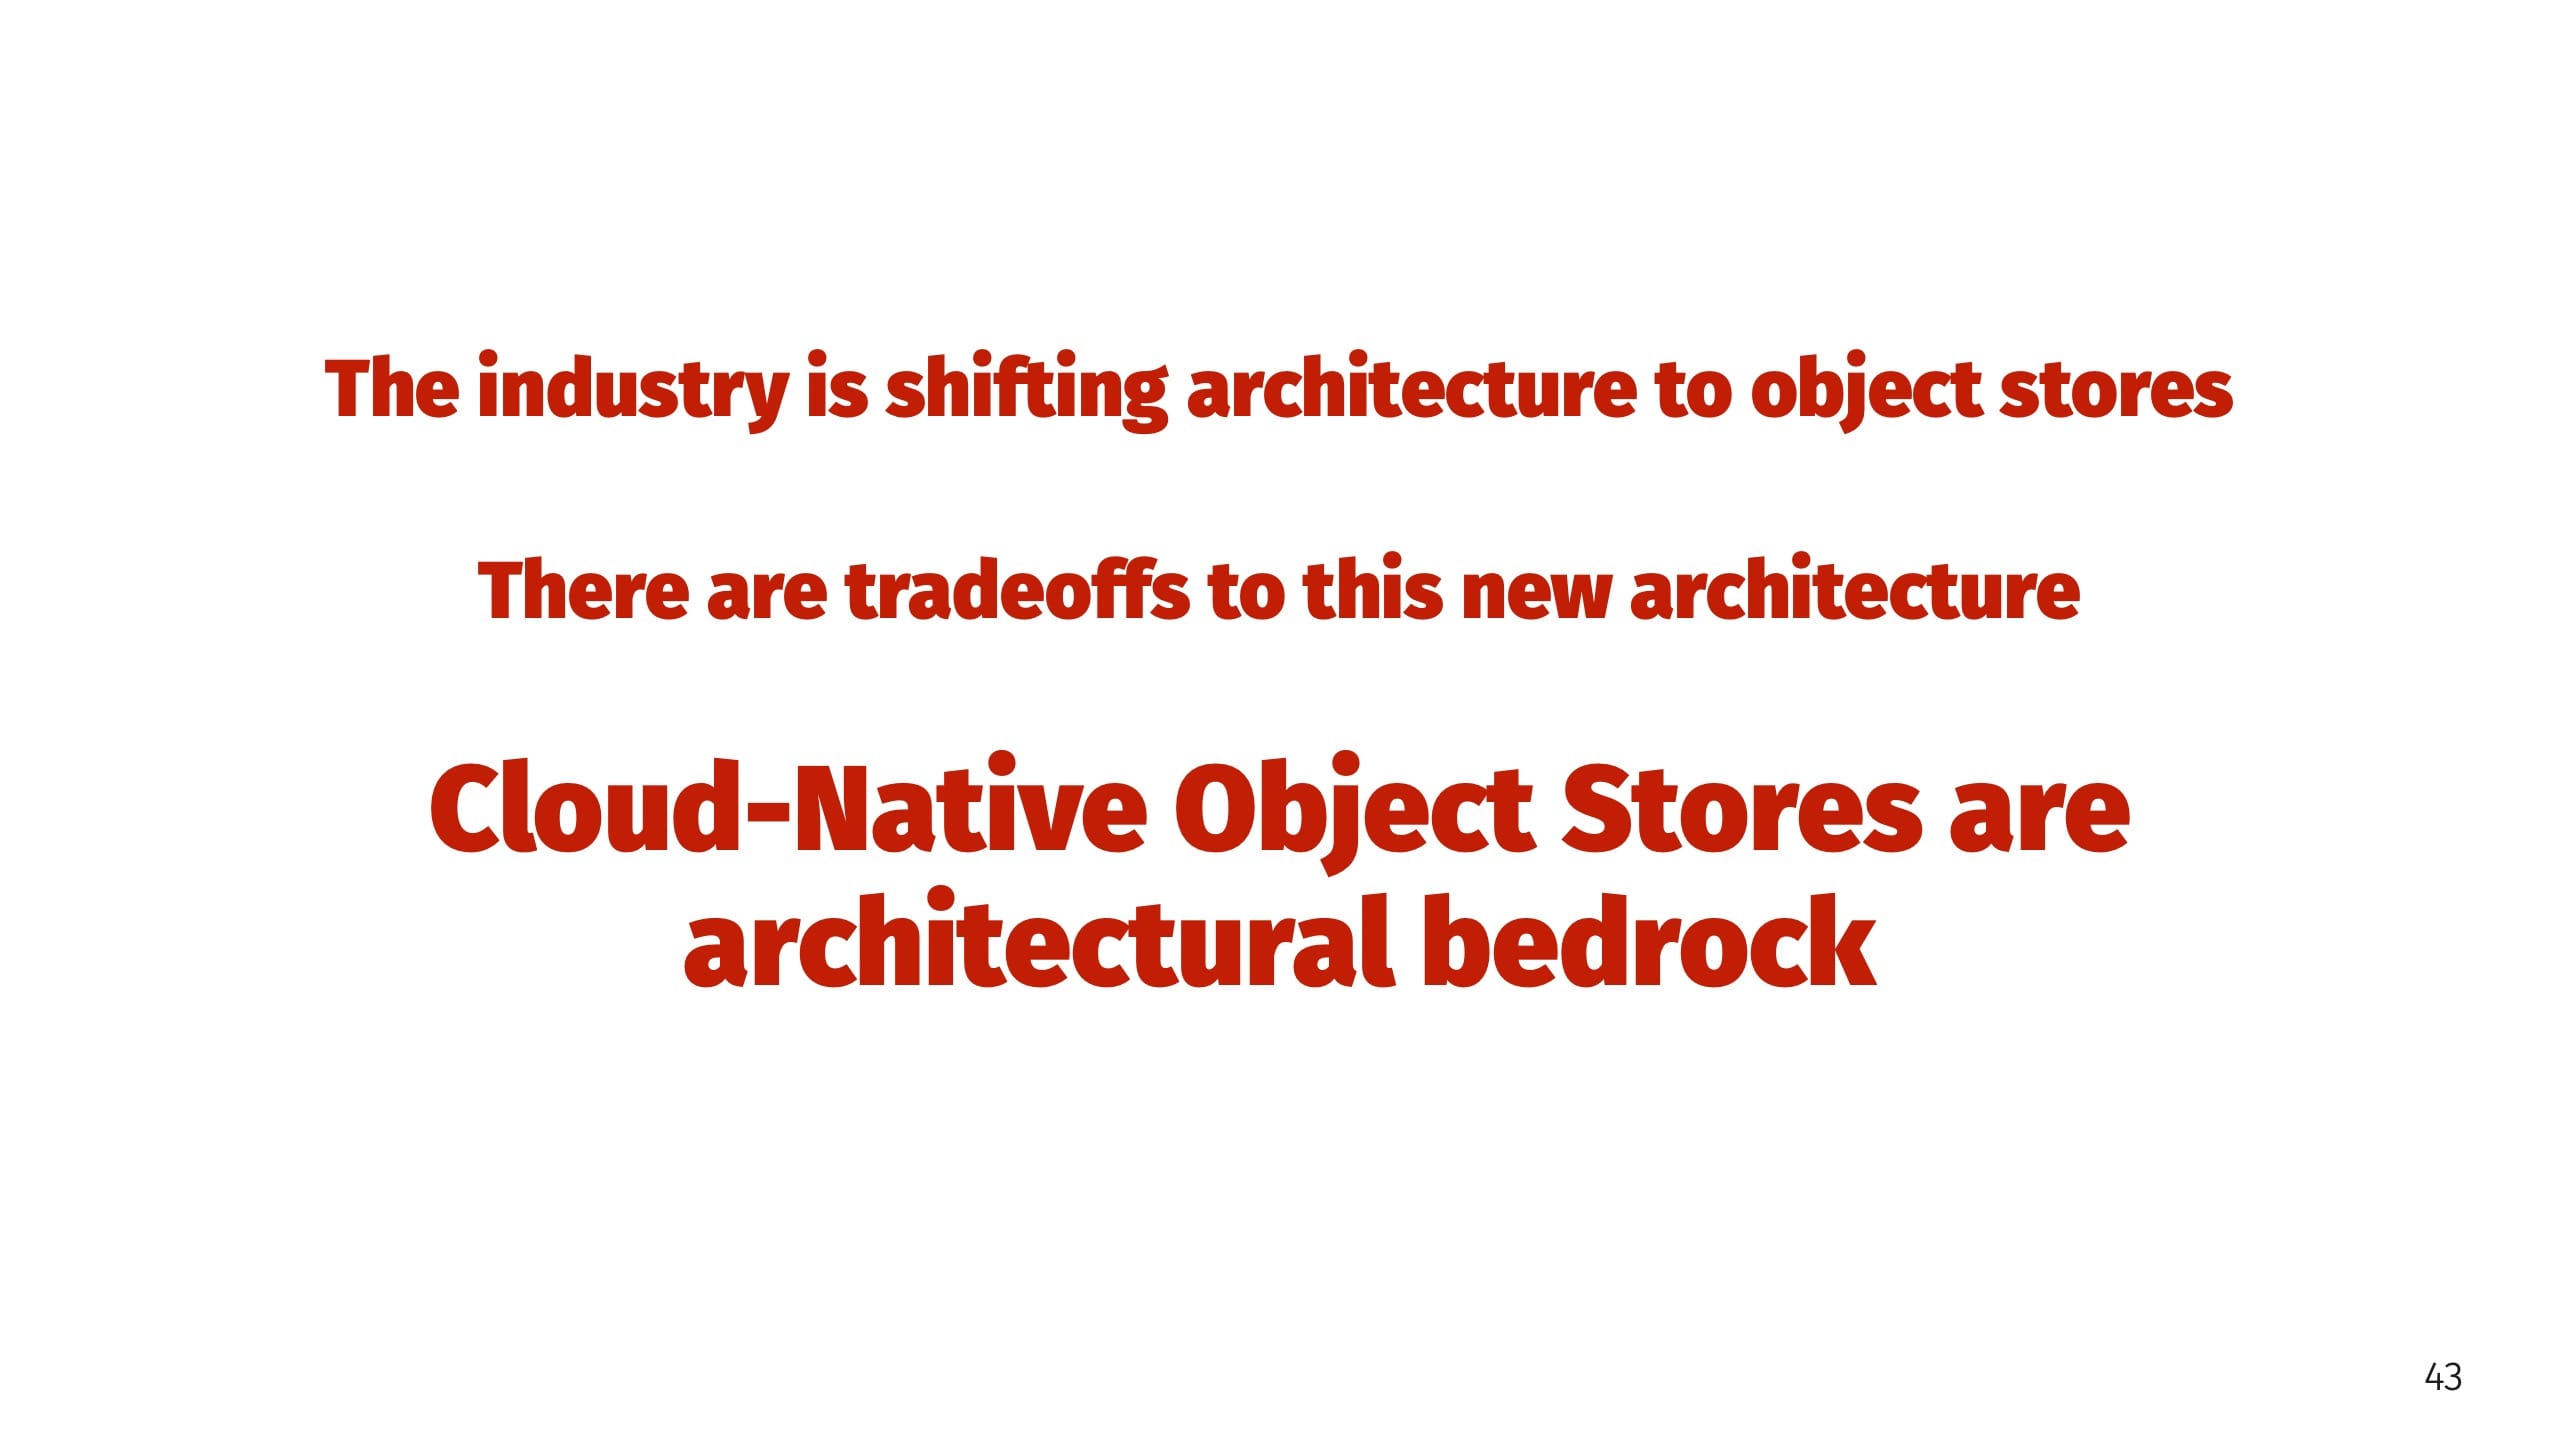 The industry is shifting architecture to object stores
There are tradeoffs to this new architecture
Cloud-Native Object Stores are
architectural bedrock
43